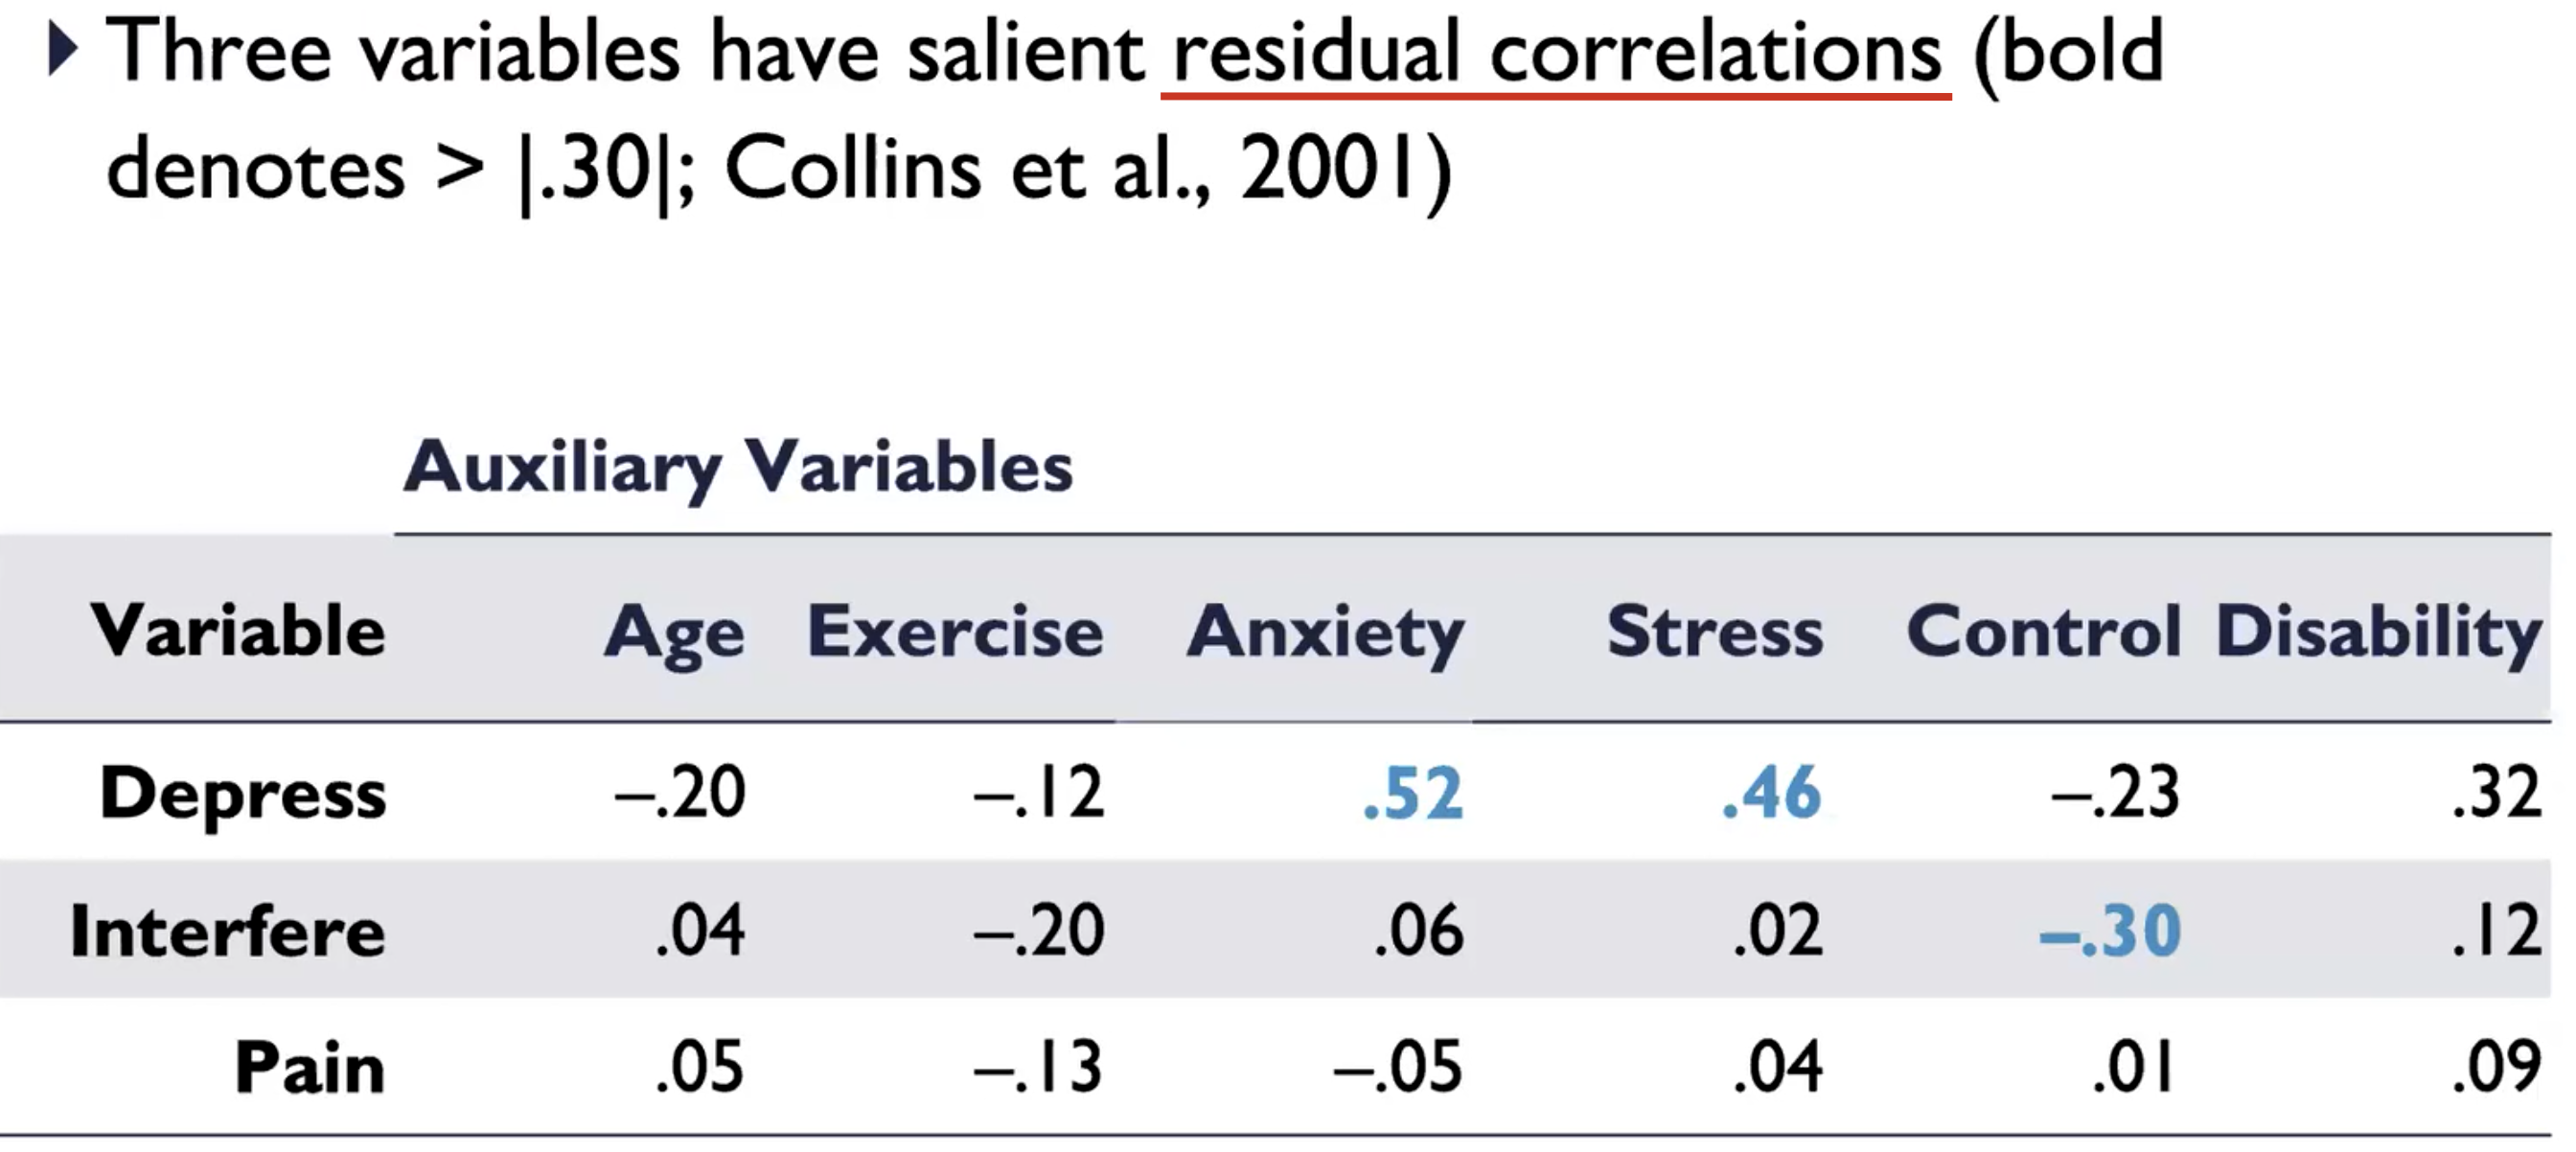 Three variables have salient residual correlations (bold
denotes > |.30|; Collins et al., 2001)
Auxiliary Variables
Variable Age Exercise Anxiety Stress Control Disability
Depress –.20 –.12 .52 .46 –.23 .32
Interfere .04 –.20 .06 .02 –.30 .12
Pain .05 –.13 –.05 .04 .01 .09